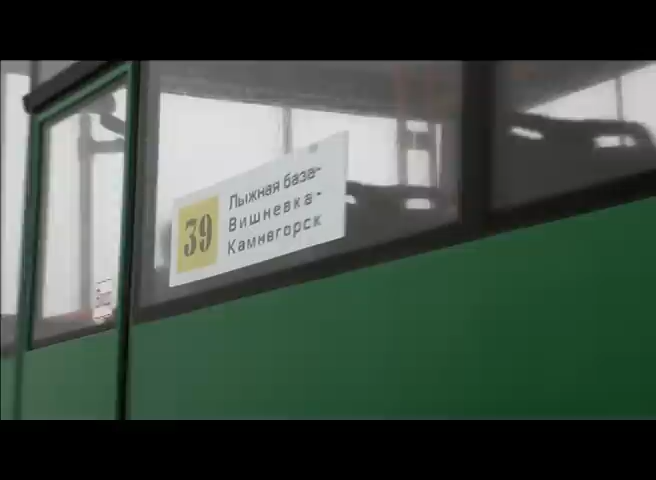 39
Лыжная база-
Вишневка-
Камнегорск